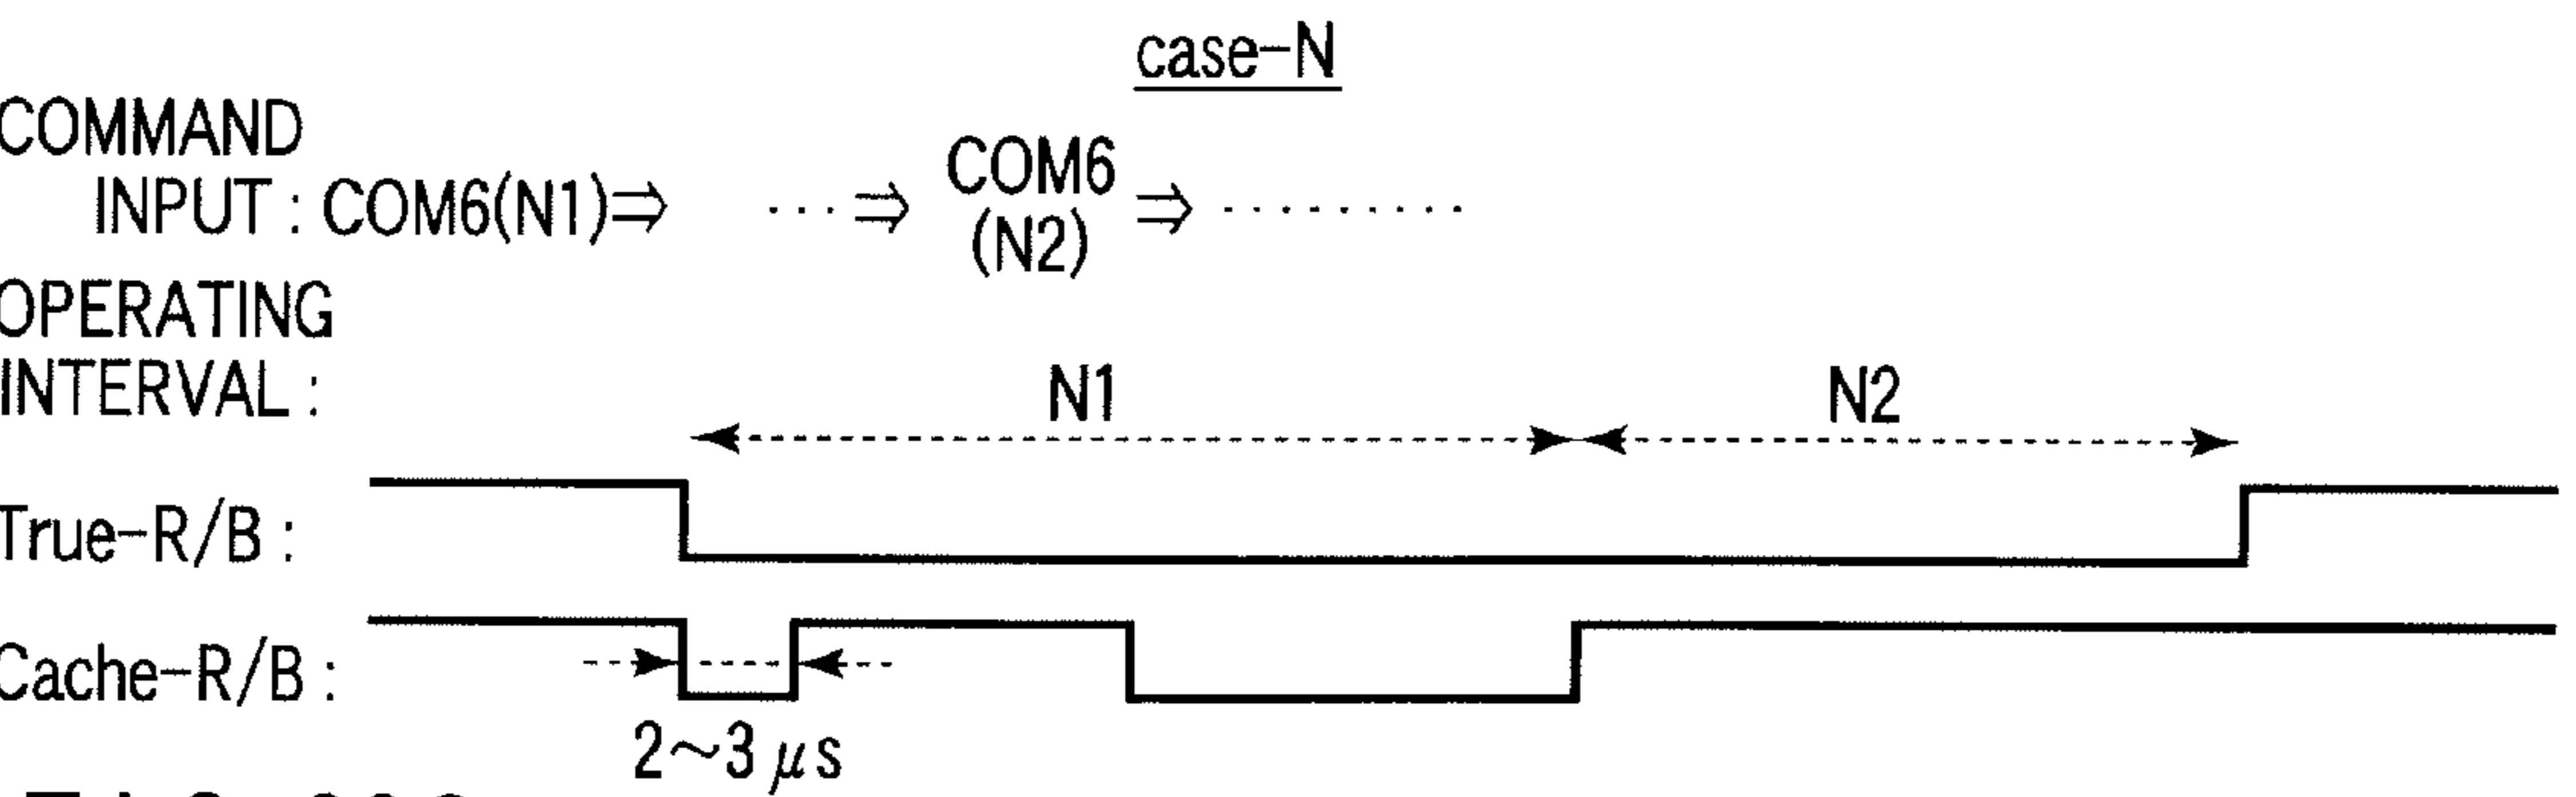 case-N
COMMAND
INPUT : COM6(N1)⇒ ··· ⇒ COM6 (N2) ⇒ ·········
OPERATING
INTERVAL :
N1 N2
True-R/B :
Cache-R/B :
2~3 μs